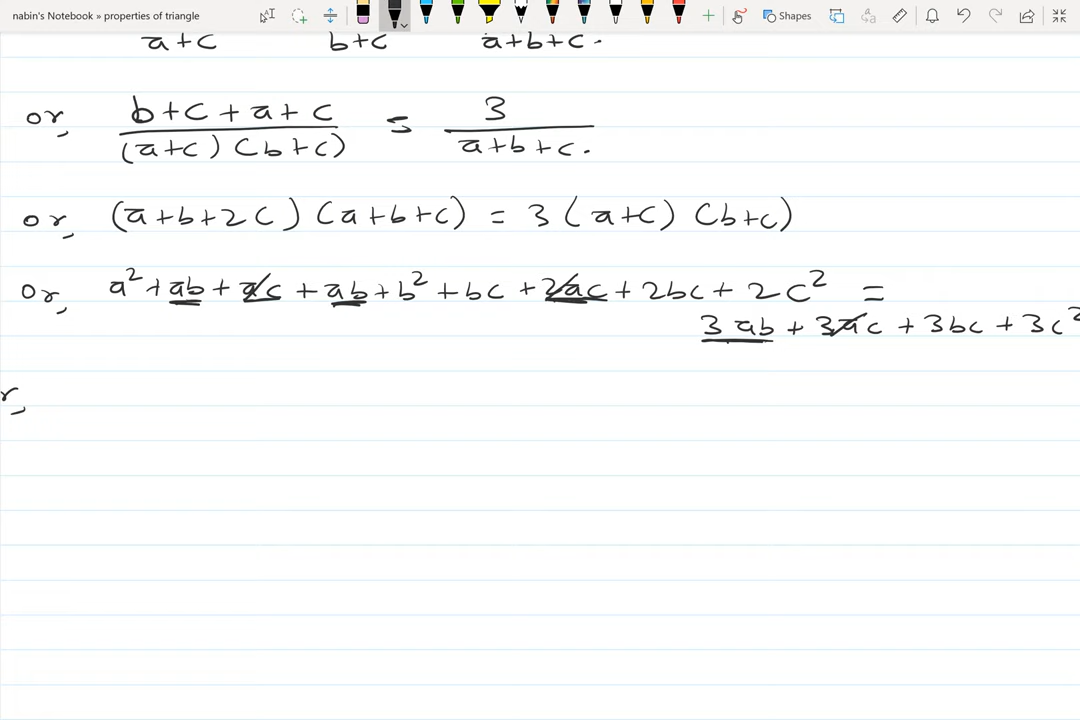 nabin's Notebook » properties of triangle
Shapes
a+c b+c a+b+c.
or, b+c+a+c / (a+c)(b+c) = 3 / a+b+c.
or, (a+b+2c)(a+b+c) = 3(a+c)(b+c)
or, a²+ab+ac+ab+b²+bc+2ac+2bc+2c² =
3ab+3ac+3bc+3c²
r,